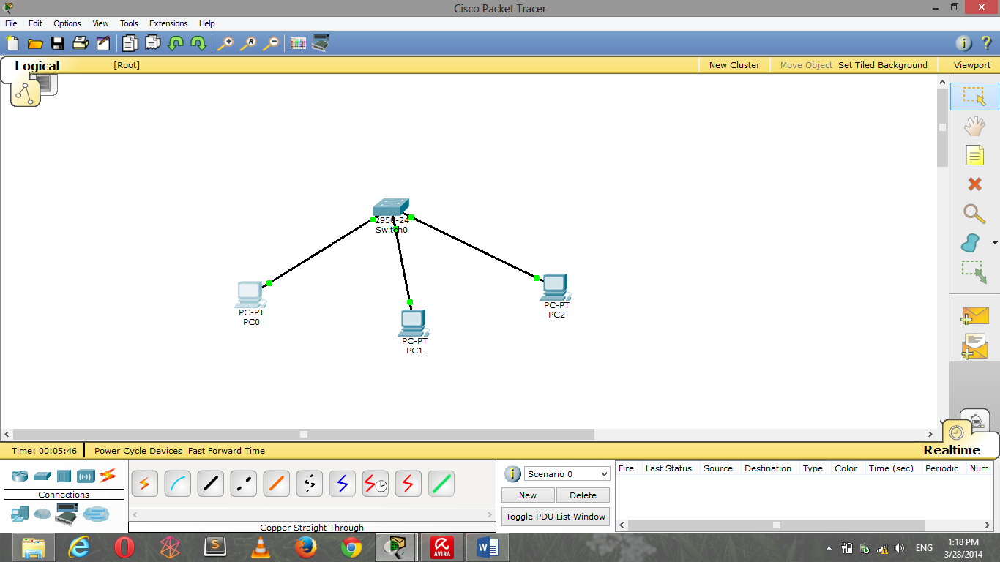 Cisco Packet Tracer
File Edit Options View Tools Extensions Help
Logical [Root] New Cluster Move Object Set Tiled Background Viewport
2950-24
Switch0
PC-PT
PC0
PC-PT
PC1
PC-PT
PC2
Time: 00:05:46 Power Cycle Devices Fast Forward Time
Realtime
Connections
Copper Straight-Through
Scenario 0
New Delete
Toggle PDU List Window
Fire Last Status Source Destination Type Color Time (sec) Periodic Num
AVIRA
ENG
1:18 PM
3/28/2014